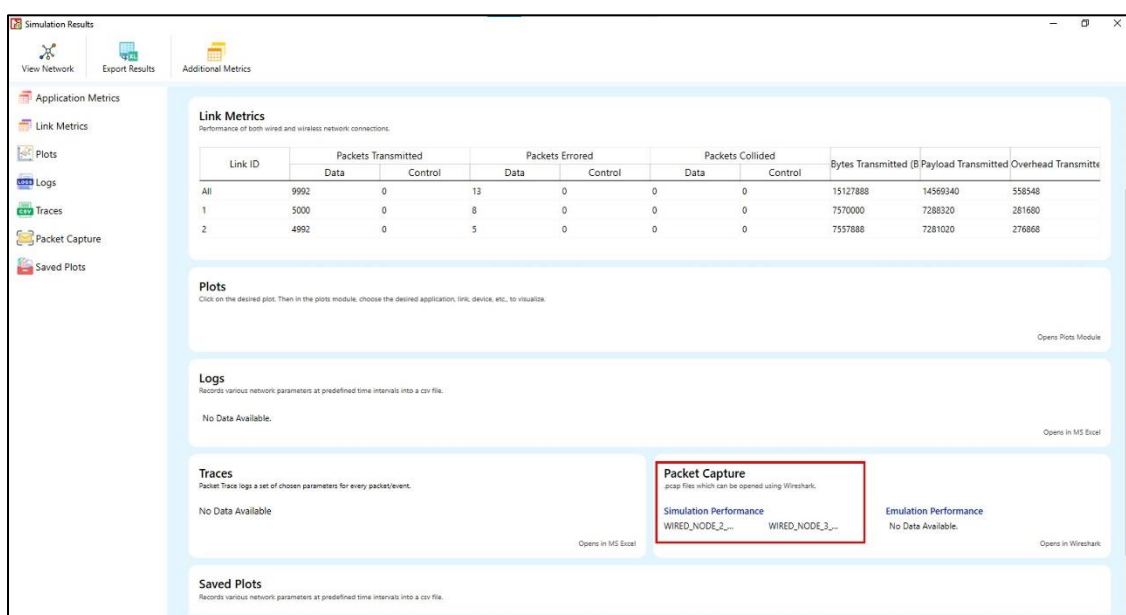 Simulation Results
View Network
Export Results
Additional Metrics
Application Metrics
Link Metrics
Plots
Logs
Traces
Packet Capture
Saved Plots
Link Metrics
Performance of both wired and wireless network connections.
Link ID Packets Transmitted Packets Errored Packets Collided Bytes Transmitted (B Payload Transmitted Overhead Transmitte
Data Control Data Control Data Control
All 9992 0 13 0 0 0 15127888 14569340 558548
1 5000 0 8 0 0 0 7570000 7288320 281680
2 4992 0 5 0 0 0 7557888 7281020 276868
Plots
Click on the desired plot. Then in the plots module, choose the desired application, link, device, etc., to visualize.
Opens Plots Module
Logs
Records various network parameters at predefined time intervals into a csv file.
No Data Available.
Opens in MS Excel
Traces
Packet Trace logs a set of chosen parameters for every packet/event.
No Data Available
Opens in MS Excel
Packet Capture
.pcap files which can be opened using Wireshark.
Simulation Performance Emulation Performance
WIRED_NODE_2_... WIRED_NODE_3_... No Data Available.
Opens in Wireshark
Saved Plots
Records various network parameters at predefined time intervals into a csv file.